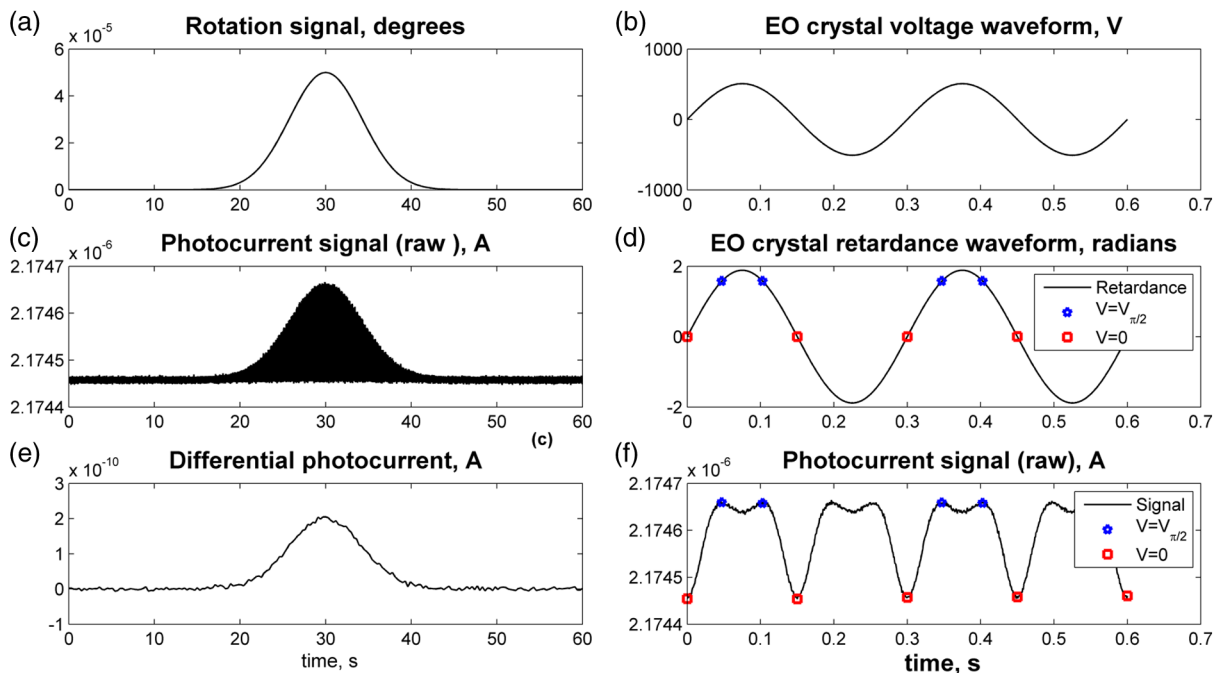 (a)
Rotation signal, degrees
x 10^-5
6
4
2
0
0 10 20 30 40 50 60
(b)
EO crystal voltage waveform, V
1000
0
-1000
0 0.1 0.2 0.3 0.4 0.5 0.6 0.7
(c)
Photocurrent signal (raw ), A
x 10^-6
2.1747
2.1746
2.1745
2.1744
0 10 20 30 40 50 60
(c)
(d)
EO crystal retardance waveform, radians
2
0
-2
Retardance
V=V_π/2
V=0
0 0.1 0.2 0.3 0.4 0.5 0.6 0.7
(e)
Differential photocurrent, A
x 10^-10
3
2
1
0
-1
0 10 20 30 40 50 60
time, s
(f)
Photocurrent signal (raw), A
x 10^-6
2.1747
2.1746
2.1745
2.1744
Signal
V=V_π/2
V=0
0 0.1 0.2 0.3 0.4 0.5 0.6 0.7
time, s